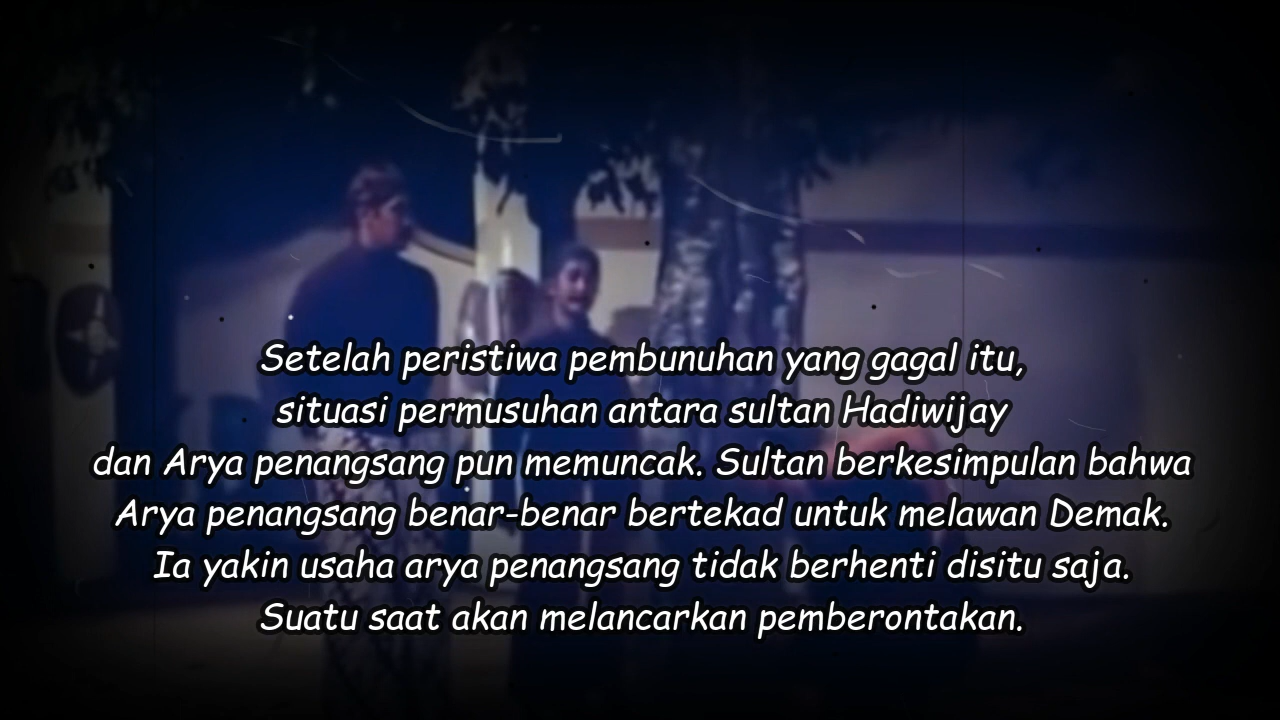 Setelah peristiwa pembunuhan yang gagal itu,
situasi permusuhan antara sultan Hadiwijay
dan Arya penangsang pun memuncak. Sultan berkesimpulan bahwa
Arya penangsang benar-benar bertekad untuk melawan Demak.
Ia yakin usaha arya penangsang tidak berhenti disitu saja.
Suatu saat akan melancarkan pemberontakan.